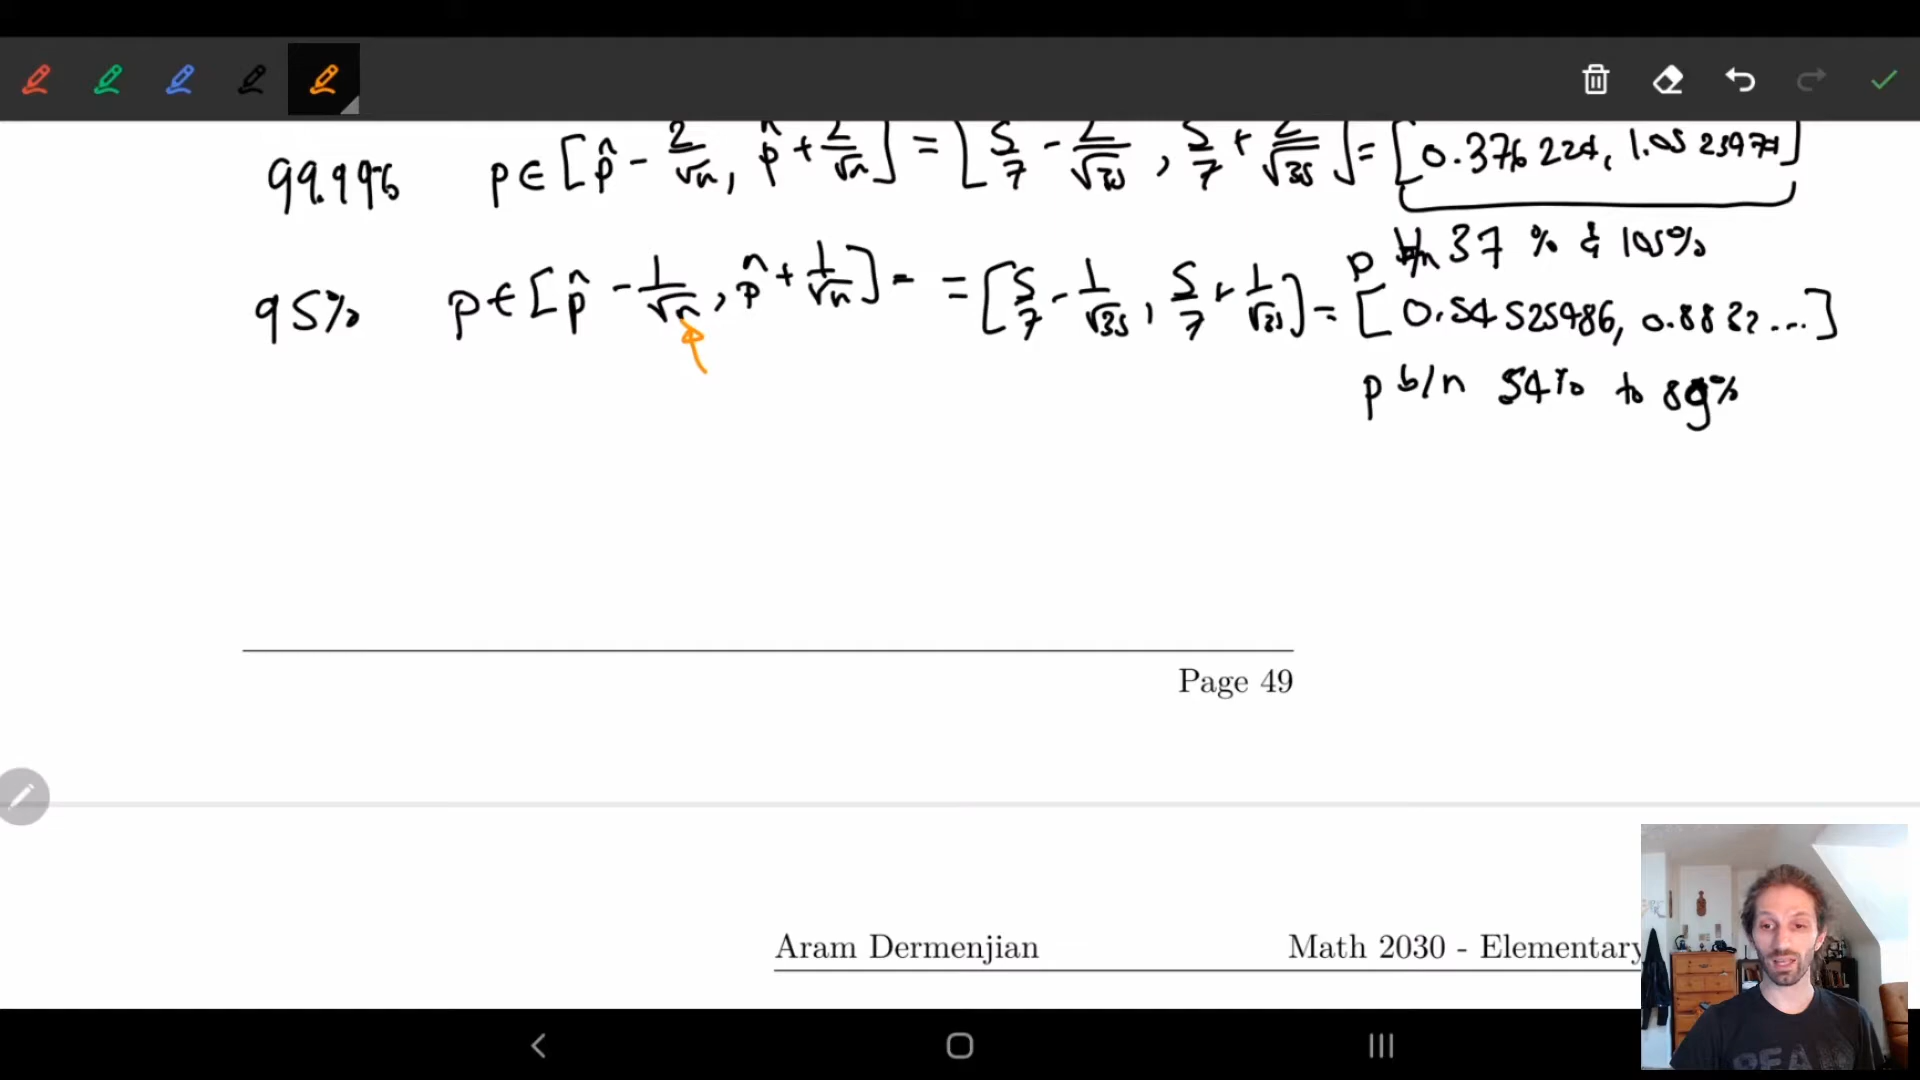 99.99% p ∈ [p̂ - 2/√n, p̂ + 2/√n] = [5/7 - 2/√35, 5/7 + 2/√35] = [0.376224, 1.0523974]
p b/n 37 % & 105%
95% p ∈ [p̂ - 1/√n, p̂ + 1/√n] = = [5/7 - 1/√35, 5/7 + 1/√35] = [0.54525486, 0.8832...]
p b/n 54% to 89%
Page 49
Aram Dermenjian Math 2030 - Elementary